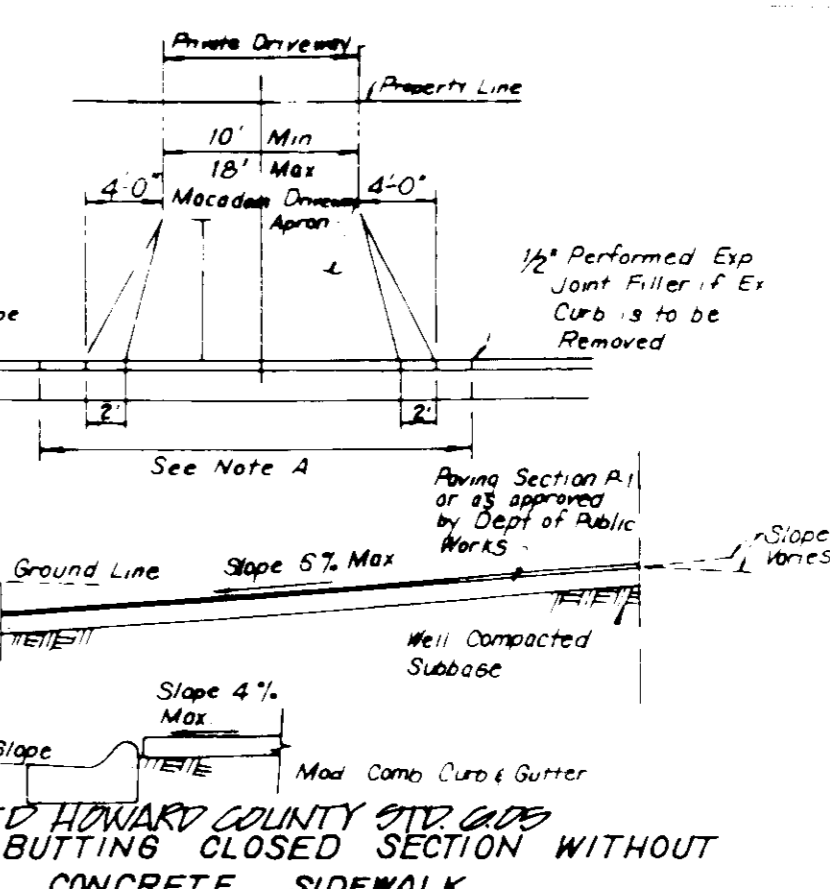 Private Driveway
Property Line
10' Min
18' Max
4'-0"
Macadam Driveway
Apron
4'-0"
1/2" Performed Exp
Joint Filler if Ex
Curb is to be
Removed
2'
2'
See Note A
Paving Section P.1
or as approved
by Dept of Public
Works
Slope
Varies
Ground Line
Slope 5% Max
Well Compacted
Subbage
Slope 4%
Max
Slope
Mod Comb Curb & Gutter
HOWARD COUNTY STD. 6.05
BUTTING CLOSED SECTION WITHOUT
CONCRETE SIDEWALK